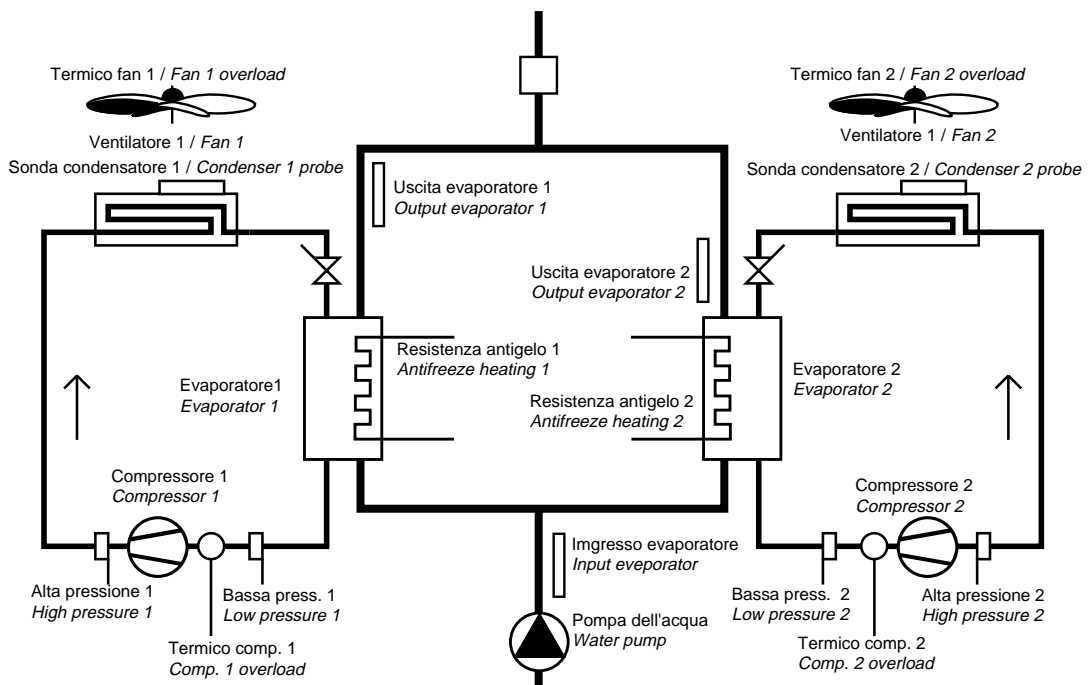 Termico fan 1 / Fan 1 overload
Ventilatore 1 / Fan 1
Sonda condensatore 1 / Condenser 1 probe
Termico fan 2 / Fan 2 overload
Ventilatore 1 / Fan 2
Sonda condensatore 2 / Condenser 2 probe
Uscita evaporatore 1
Output evaporator 1
Uscita evaporatore 2
Output evaporator 2
Resistenza antigelo 1
Antifreeze heating 1
Resistenza antigelo 2
Antifreeze heating 2
Evaporatore1
Evaporator 1
Evaporatore 2
Evaporator 2
Compressore 1
Compressor 1
Compressore 2
Compressor 2
Imgresso evaporatore
Input eveporator
Alta pressione 1
High pressure 1
Bassa press. 1
Low pressure 1
Termico comp. 1
Comp. 1 overload
Pompa dell'acqua
Water pump
Bassa press. 2
Low pressure 2
Alta pressione 2
High pressure 2
Termico comp. 2
Comp. 2 overload